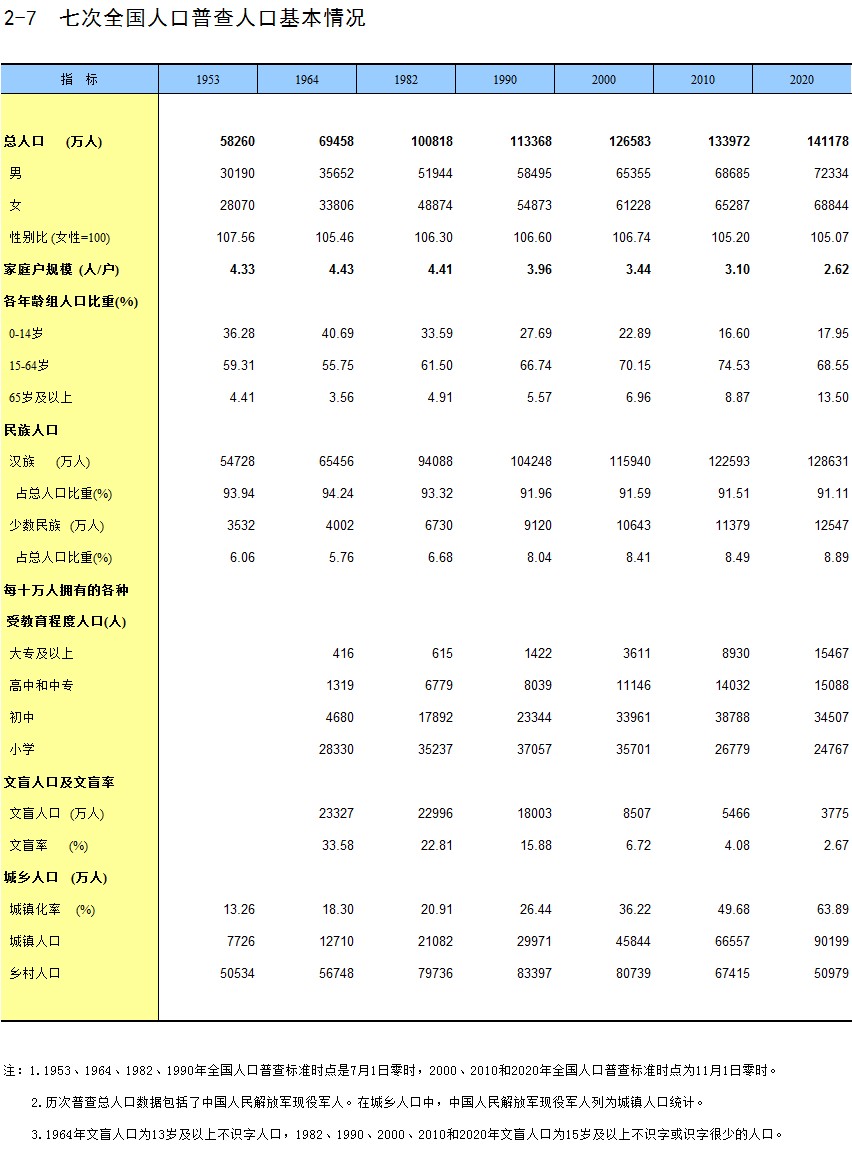 2-7 七次全国人口普查人口基本情况
指 标 1953 1964 1982 1990 2000 2010 2020
总人口 (万人) 58260 69458 100818 113368 126583 133972 141178
男 30190 35652 51944 58495 65355 68685 72334
女 28070 33806 48874 54873 61228 65287 68844
性别比 (女性=100) 107.56 105.46 106.30 106.60 106.74 105.20 105.07
家庭户规模 (人/户) 4.33 4.43 4.41 3.96 3.44 3.10 2.62
各年龄组人口比重(%)
0-14岁 36.28 40.69 33.59 27.69 22.89 16.60 17.95
15-64岁 59.31 55.75 61.50 66.74 70.15 74.53 68.55
65岁及以上 4.41 3.56 4.91 5.57 6.96 8.87 13.50
民族人口
汉族 (万人) 54728 65456 94088 104248 115940 122593 128631
占总人口比重(%) 93.94 94.24 93.32 91.96 91.59 91.51 91.11
少数民族 (万人) 3532 4002 6730 9120 10643 11379 12547
占总人口比重(%) 6.06 5.76 6.68 8.04 8.41 8.49 8.89
每十万人拥有的各种
受教育程度人口(人)
大专及以上 416 615 1422 3611 8930 15467
高中和中专 1319 6779 8039 11146 14032 15088
初中 4680 17892 23344 33961 38788 34507
小学 28330 35237 37057 35701 26779 24767
文盲人口及文盲率
文盲人口 (万人) 23327 22996 18003 8507 5466 3775
文盲率 (%) 33.58 22.81 15.88 6.72 4.08 2.67
城乡人口 (万人)
城镇化率 (%) 13.26 18.30 20.91 26.44 36.22 49.68 63.89
城镇人口 7726 12710 21082 29971 45844 66557 90199
乡村人口 50534 56748 79736 83397 80739 67415 50979
注：1.1953、1964、1982、1990年全国人口普查标准时点是7月1日零时，2000、2010和2020年全国人口普查标准时点为11月1日零时。
2.历次普查总人口数据包括了中国人民解放军现役军人。在城乡人口中，中国人民解放军现役军人列为城镇人口统计。
3.1964年文盲人口为13岁及以上不识字人口，1982、1990、2000、2010和2020年文盲人口为15岁及以上不识字或识字很少的人口。